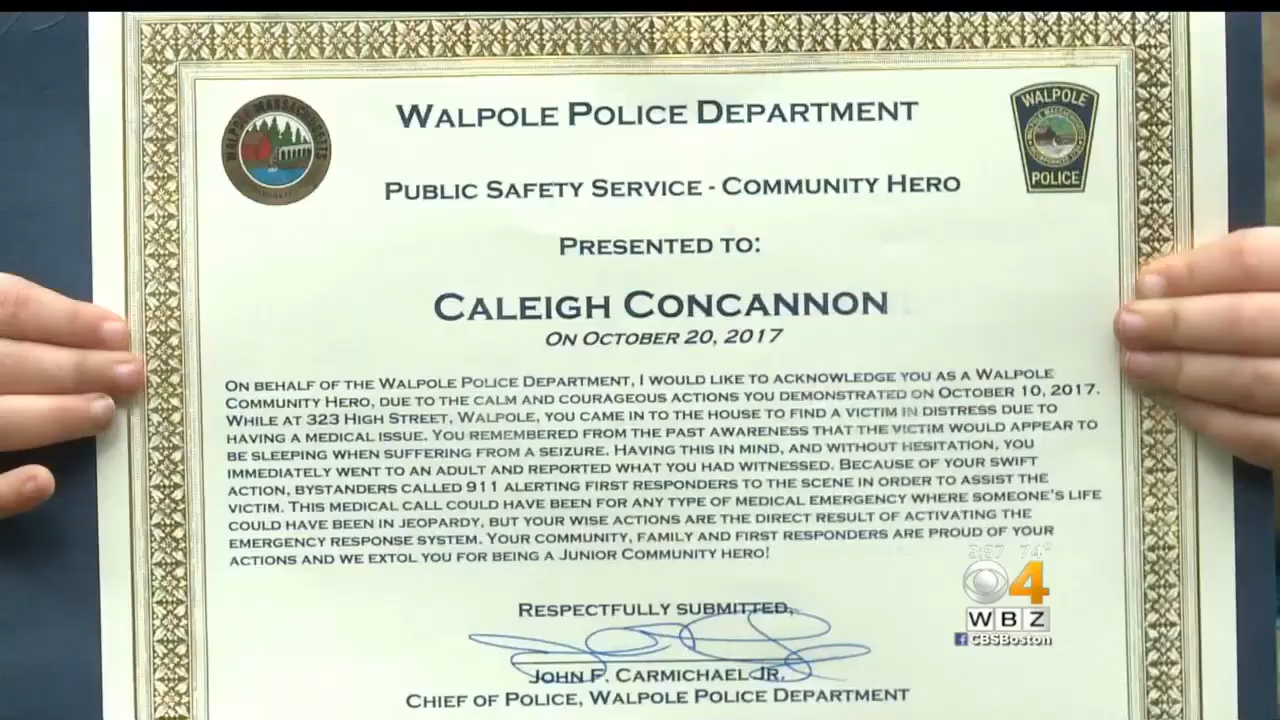 WALPOLE POLICE DEPARTMENT
WALPOLE MASSACHUSETTS
WALPOLE
POLICE
PUBLIC SAFETY SERVICE - COMMUNITY HERO
PRESENTED TO:
CALEIGH CONCANNON
ON OCTOBER 20, 2017
ON BEHALF OF THE WALPOLE POLICE DEPARTMENT, I WOULD LIKE TO ACKNOWLEDGE YOU AS A WALPOLE
COMMUNITY HERO, DUE TO THE CALM AND COURAGEOUS ACTIONS YOU DEMONSTRATED ON OCTOBER 10, 2017.
WHILE AT 323 HIGH STREET, WALPOLE, YOU CAME IN TO THE HOUSE TO FIND A VICTIM IN DISTRESS DUE TO
HAVING A MEDICAL ISSUE. YOU REMEMBERED FROM THE PAST AWARENESS THAT THE VICTIM WOULD APPEAR TO
BE SLEEPING WHEN SUFFERING FROM A SEIZURE. HAVING THIS IN MIND, AND WITHOUT HESITATION, YOU
IMMEDIATELY WENT TO AN ADULT AND REPORTED WHAT YOU HAD WITNESSED. BECAUSE OF YOUR SWIFT
ACTION, BYSTANDERS CALLED 911 ALERTING FIRST RESPONDERS TO THE SCENE IN ORDER TO ASSIST THE
VICTIM. THIS MEDICAL CALL COULD HAVE BEEN FOR ANY TYPE OF MEDICAL EMERGENCY WHERE SOMEONE'S LIFE
COULD HAVE BEEN IN JEOPARDY, BUT YOUR WISE ACTIONS ARE THE DIRECT RESULT OF ACTIVATING THE
EMERGENCY RESPONSE SYSTEM. YOUR COMMUNITY, FAMILY AND FIRST RESPONDERS ARE PROUD OF YOUR
ACTIONS AND WE EXTOL YOU FOR BEING A JUNIOR COMMUNITY HERO!
RESPECTFULLY SUBMITTED,
JOHN F. CARMICHAEL JR.
CHIEF OF POLICE, WALPOLE POLICE DEPARTMENT
74°
4
WBZ
CBSBoston